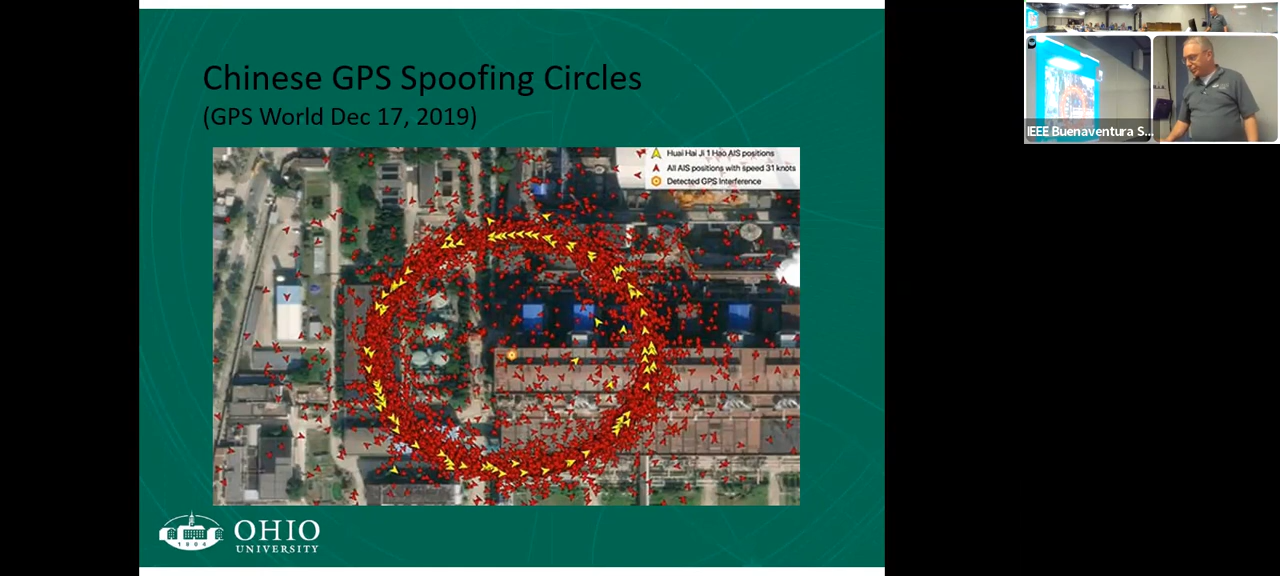 Chinese GPS Spoofing Circles
(GPS World Dec 17, 2019)
Huai Hai Ji 1 Hao AIS positions
All AIS positions with speed 31 knots
Detected GPS Interference
1804
OHIO
UNIVERSITY
IEEE Buenaventura S...